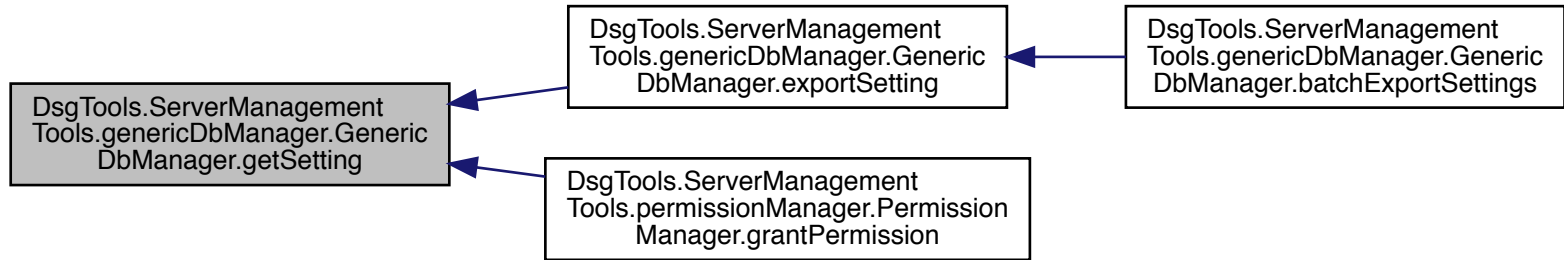 DsgTools.ServerManagement
Tools.genericDbManager.Generic
DbManager.getSetting
DsgTools.ServerManagement
Tools.genericDbManager.Generic
DbManager.exportSetting
DsgTools.ServerManagement
Tools.genericDbManager.Generic
DbManager.batchExportSettings
DsgTools.ServerManagement
Tools.permissionManager.Permission
Manager.grantPermission